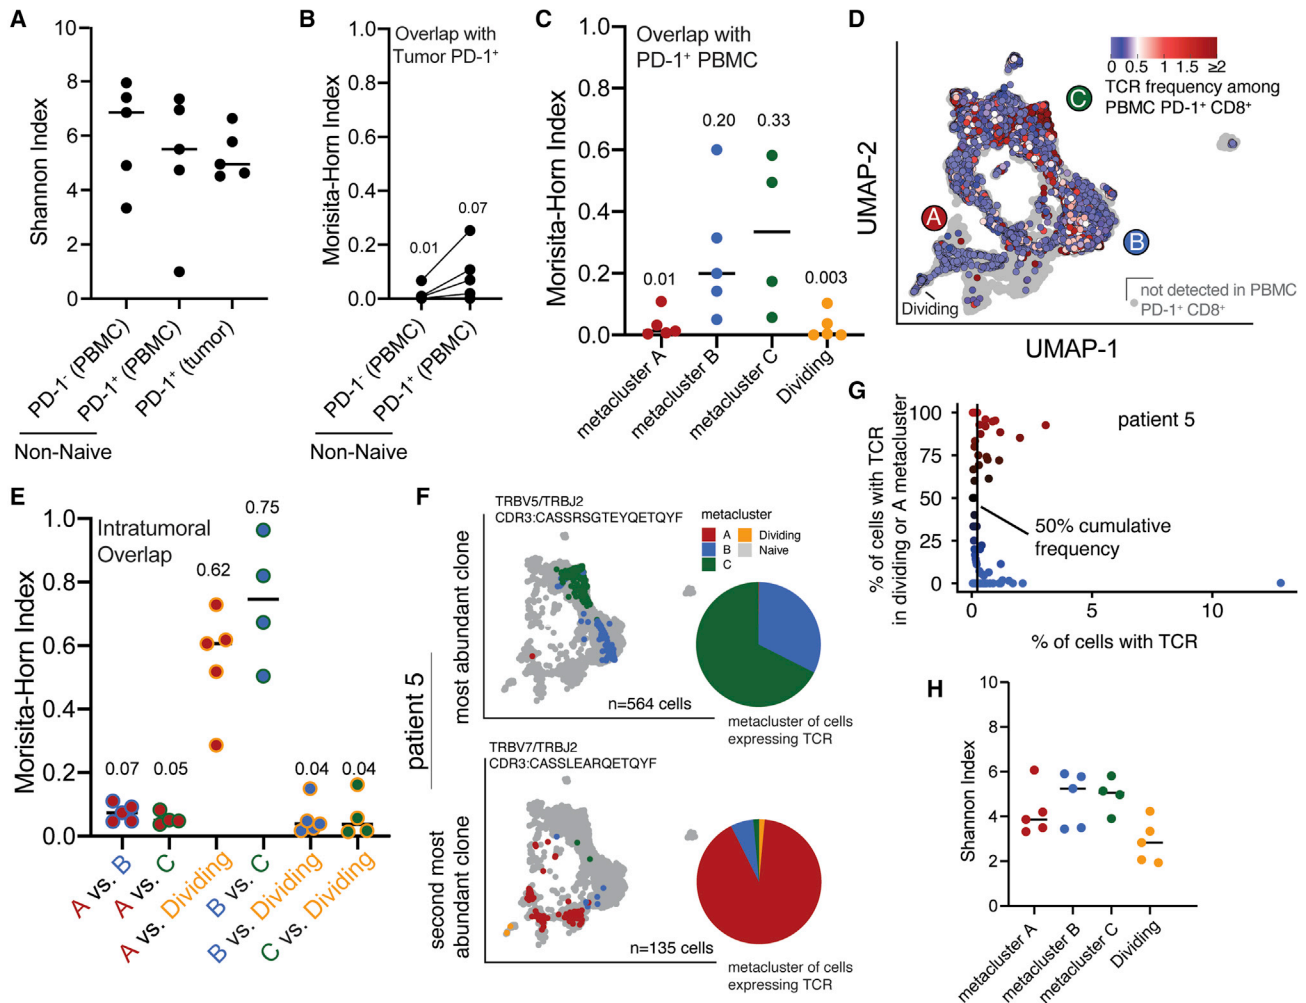 A
10
8
6
4
2
0
Shannon Index
PD-1⁻ (PBMC)
PD-1⁺ (PBMC)
PD-1⁺ (tumor)
Non-Naive
B
1.0
0.8
0.6
0.4
0.2
0.0
Morisita-Horn Index
Overlap with
Tumor PD-1⁺
0.01
0.07
PD-1⁻ (PBMC)
PD-1⁺ (PBMC)
Non-Naive
C
1.0
0.8
0.6
0.4
0.2
0.0
Morisita-Horn Index
Overlap with
PD-1⁺ PBMC
0.01
0.20
0.33
0.003
metacluster A
metacluster B
metacluster C
Dividing
D
0 0.5 1 1.5 ≥2
TCR frequency among
PBMC PD-1⁺ CD8⁺
C
A
B
Dividing
not detected in PBMC
PD-1⁺ CD8⁺
UMAP-2
UMAP-1
E
1.0
0.8
0.6
0.4
0.2
0.0
Morisita-Horn Index
Intratumoral
Overlap
0.07
0.05
0.62
0.75
0.04
0.04
A vs. B
A vs. C
A vs. Dividing
B vs. C
B vs. Dividing
C vs. Dividing
F
patient 5
most abundant clone
TRBV5/TRBJ2
CDR3:CASSRSGTEYQETQYF
metacluster
A
B
C
Dividing
Naive
n=564 cells
metacluster of cells
expressing TCR
second most
abundant clone
TRBV7/TRBJ2
CDR3:CASSLEARQETQYF
n=135 cells
metacluster of cells
expressing TCR
G
% of cells with TCR
in dividing or A metacluster
100
75
50
25
0
patient 5
50% cumulative
frequency
0 5 10
% of cells with TCR
H
10
8
6
4
2
0
Shannon Index
metacluster A
metacluster B
metacluster C
Dividing